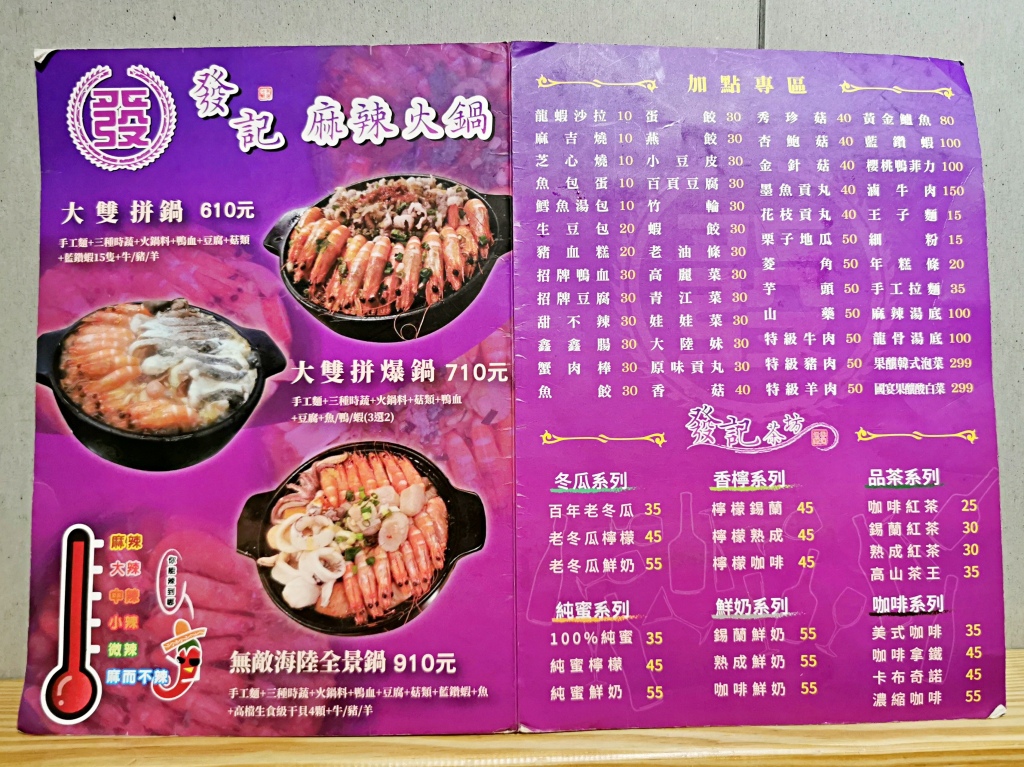 發
發記 麻辣火鍋
大雙拼鍋 610元
手工麵+三種時蔬+火鍋料+鴨血+豆腐+菇類
+藍鑽蝦15隻+牛/豬/羊
大雙拼爆鍋 710元
手工麵+三種時蔬+火鍋料+菇類+鴨血
+豆腐+魚/鴨/蝦(3選2)
麻辣
大辣
中辣
小辣
微辣
麻而不辣
你能辣到哪
無敵海陸全景鍋 910元
手工麵+三種時蔬+火鍋料+鴨血+豆腐+菇類+藍鑽蝦+魚
+高檔生食級干貝4顆+牛/豬/羊
加點專區
龍蝦沙拉 10 蛋餃 30 秀珍菇 40 黃金鱸魚 80
麻吉燒 10 燕餃 30 杏鮑菇 40 藍鑽蝦 100
芝心燒 10 小豆皮 30 金針菇 40 櫻桃鴨菲力 100
魚包蛋 10 百頁豆腐 30 墨魚貢丸 40 滷牛肉 150
鱈魚湯包 10 竹輪 30 花枝貢丸 40 王子麵 15
生豆包 20 蝦餃 30 栗子地瓜 50 細粉 15
豬血糕 20 老油條 30 菱角 50 年糕條 20
招牌鴨血 30 高麗菜 30 芋頭 50 手工拉麵 35
招牌豆腐 30 青江菜 30 山藥 50 麻辣湯底 100
甜不辣 30 娃娃菜 30 特級牛肉 50 龍骨湯底 100
鑫鑫腸 30 大陸妹 30 特級豬肉 50 果釀韓式泡菜 299
蟹肉棒 30 原味貢丸 30 特級羊肉 50 國宴果釀酸白菜 299
魚餃 30 香菇 40
發記茶坊
冬瓜系列
百年老冬瓜 35
老冬瓜檸檬 45
老冬瓜鮮奶 55
香檸系列
檸檬錫蘭 45
檸檬熟成 45
檸檬咖啡 45
品茶系列
咖啡紅茶 25
錫蘭紅茶 30
熟成紅茶 30
高山茶王 35
純蜜系列
100%純蜜 35
純蜜檸檬 45
純蜜鮮奶 55
鮮奶系列
錫蘭鮮奶 55
熟成鮮奶 55
咖啡鮮奶 55
咖啡系列
美式咖啡 35
咖啡拿鐵 45
卡布奇諾 45
濃縮咖啡 55